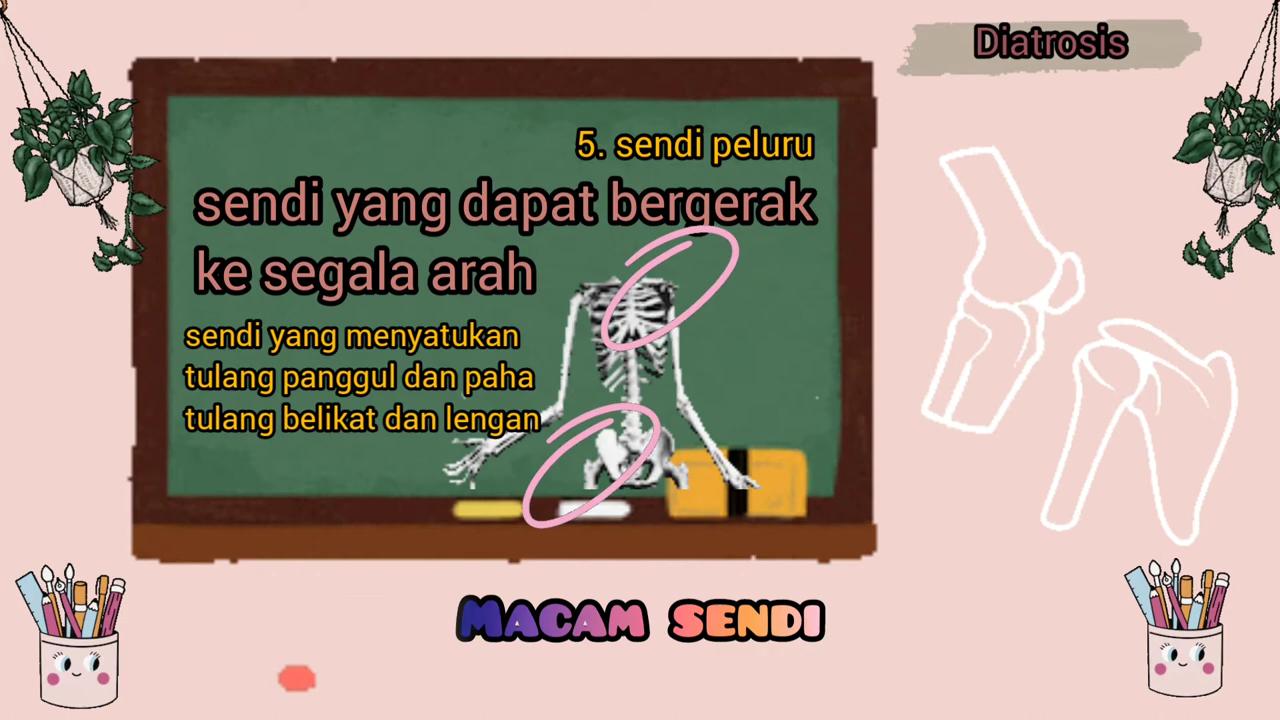 Diatrosis
5. sendi peluru
sendi yang dapat bergerak
ke segala arah
sendi yang menyatukan
tulang panggul dan paha
tulang belikat dan lengan
MACAM SENDI